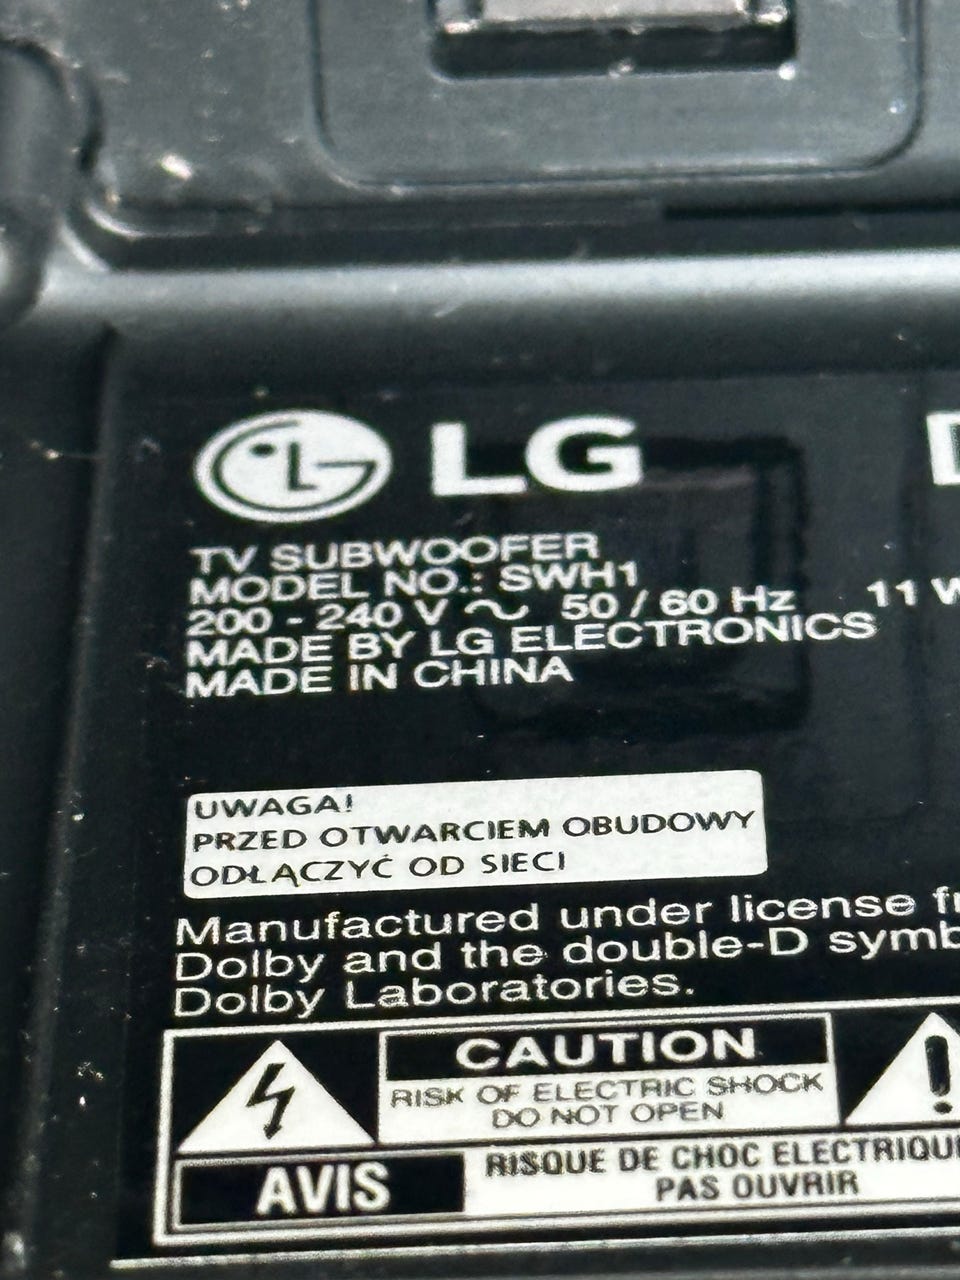 LG
TV SUBWOOFER
MODEL NO.: SWH1
200 - 240 V ~ 50 / 60 Hz 11 W
MADE BY LG ELECTRONICS
MADE IN CHINA
UWAGA!
PRZED OTWARCIEM OBUDOWY
ODŁĄCZYĆ OD SIECI
Manufactured under license
Dolby and the double-D
Dolby Laboratories.
CAUTION
RISK OF ELECTRIC SHOCK
DO NOT OPEN
AVIS
RISQUE DE CHOC ELECTRIQUE
PAS OUVRIR